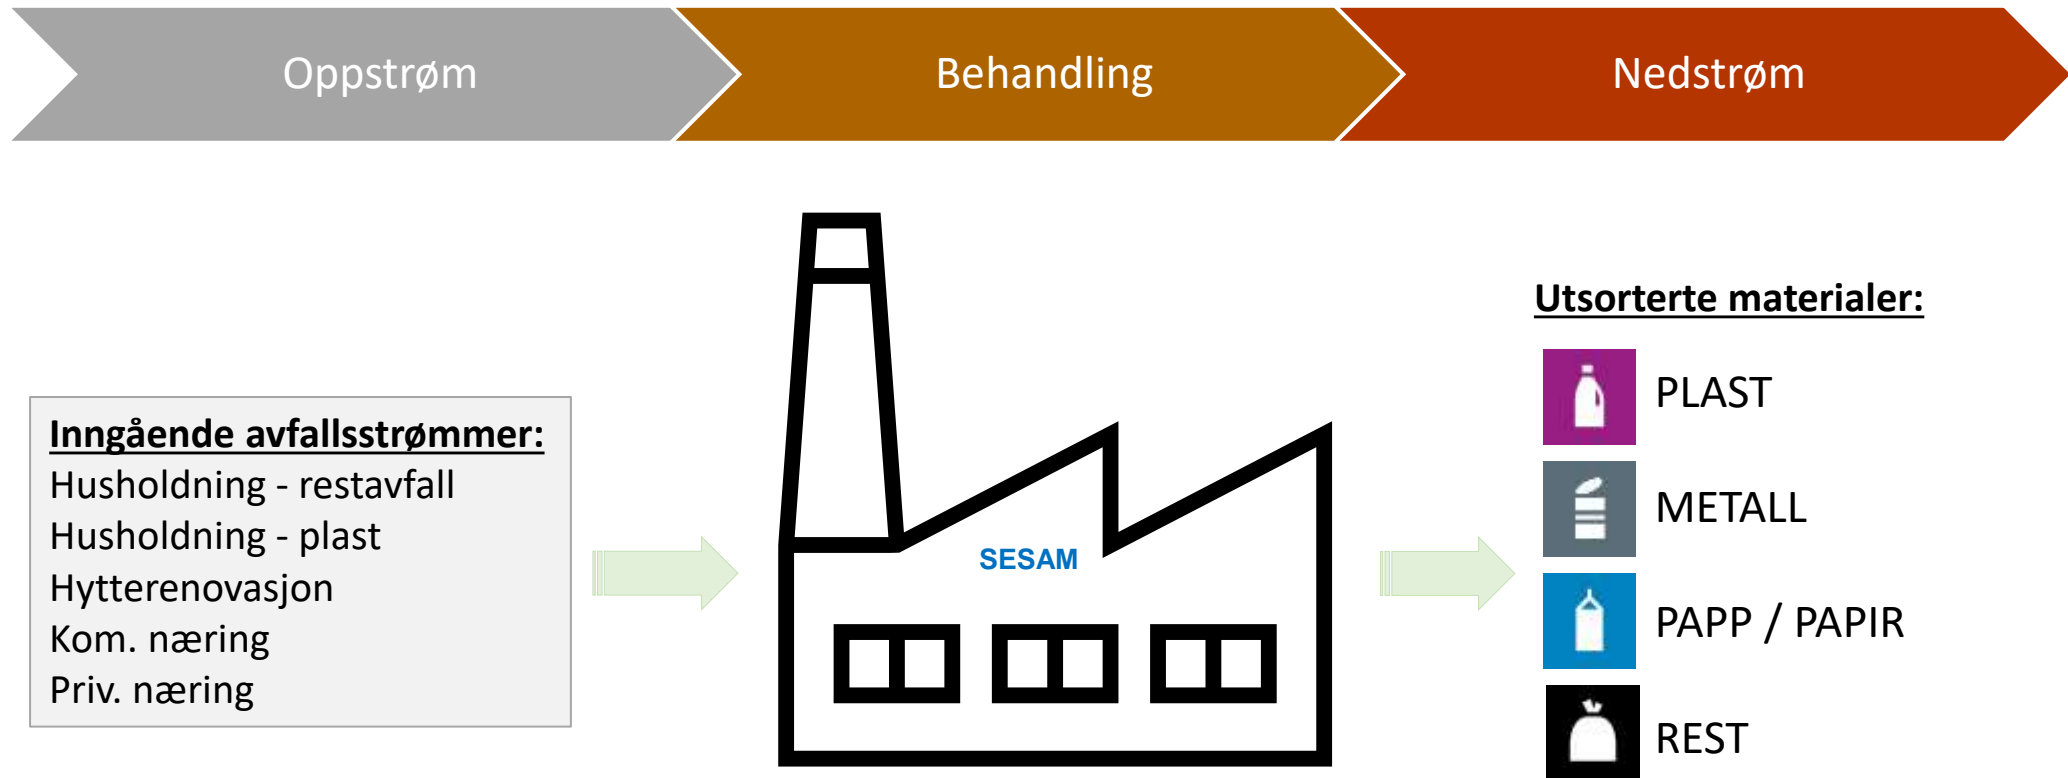 Oppstrøm
Behandling
Nedstrøm
Inngående avfallsstrømmer:
Husholdning - restavfall
Husholdning - plast
Hytterenovasjon
Kom. næring
Priv. næring
SESAM
Utsorterte materialer:
PLAST
METALL
PAPP / PAPIR
REST